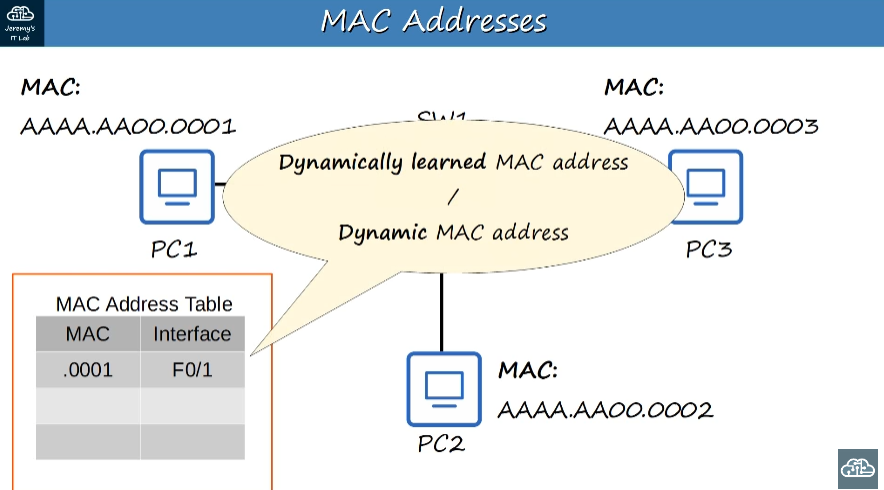 Jeremy's
IT Lab
MAC Addresses
MAC:
AAAA.AA00.0001
SW1
MAC:
AAAA.AA00.0003
Dynamically learned MAC address
/
Dynamic MAC address
PC1
PC3
MAC Address Table
MAC Interface
.0001 F0/1
MAC:
AAAA.AA00.0002
PC2